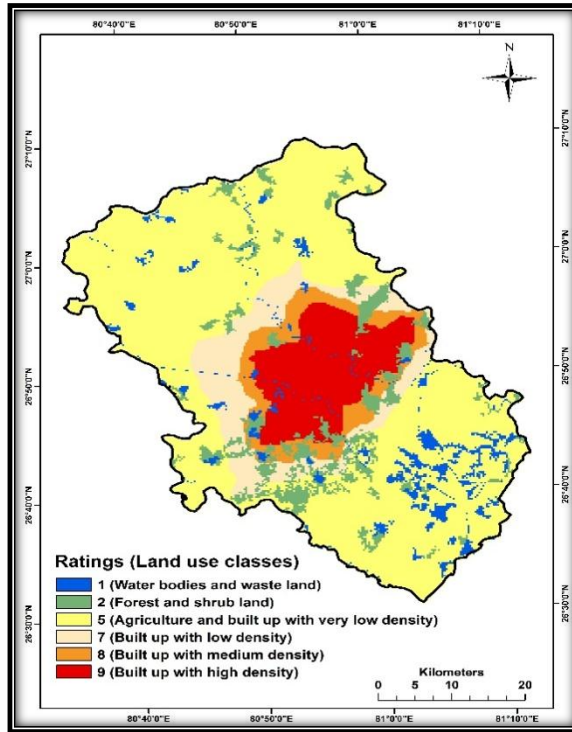 80°40'0"E 80°50'0"E 81°0'0"E 81°10'0"E
N
27°10'0"N 27°10'0"N
27°0'0"N 27°0'0"N
26°50'0"N 26°50'0"N
26°40'0"N 26°40'0"N
26°30'0"N 26°30'0"N
Ratings (Land use classes)
1 (Water bodies and waste land)
2 (Forest and shrub land)
5 (Agriculture and built up with very low density)
7 (Built up with low density)
8 (Built up with medium density)
9 (Built up with high density)
Kilometers
0 5 10 20
80°40'0"E 80°50'0"E 81°0'0"E 81°10'0"E